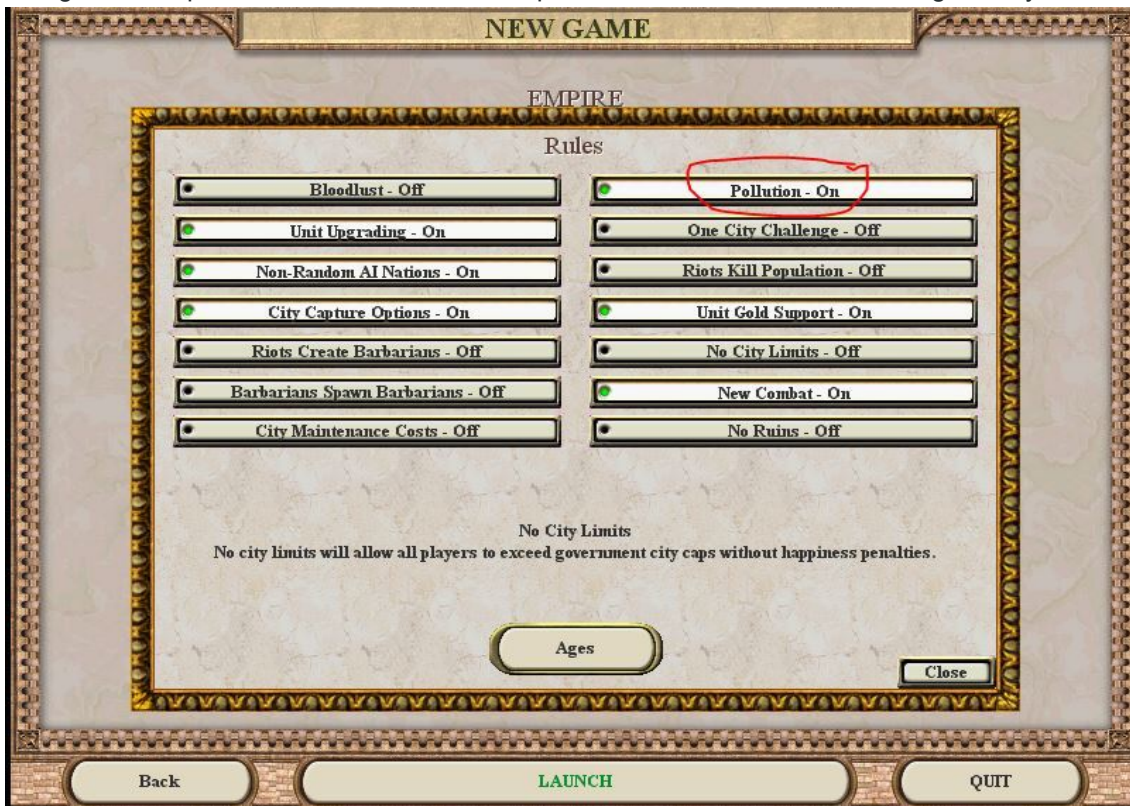 NEW GAME
EMPIRE
Rules
Bloodlust - Off
Pollution - On
Unit Upgrading - On
One City Challenge - Off
Non-Random AI Nations - On
Riots Kill Population - Off
City Capture Options - On
Unit Gold Support - On
Riots Create Barbarians - Off
No City Limits - Off
Barbarians Spawn Barbarians - Off
New Combat - On
City Maintenance Costs - Off
No Ruins - Off
No City Limits
No city limits will allow all players to exceed government city caps without happiness penalties.
Ages
Close
Back
LAUNCH
QUIT